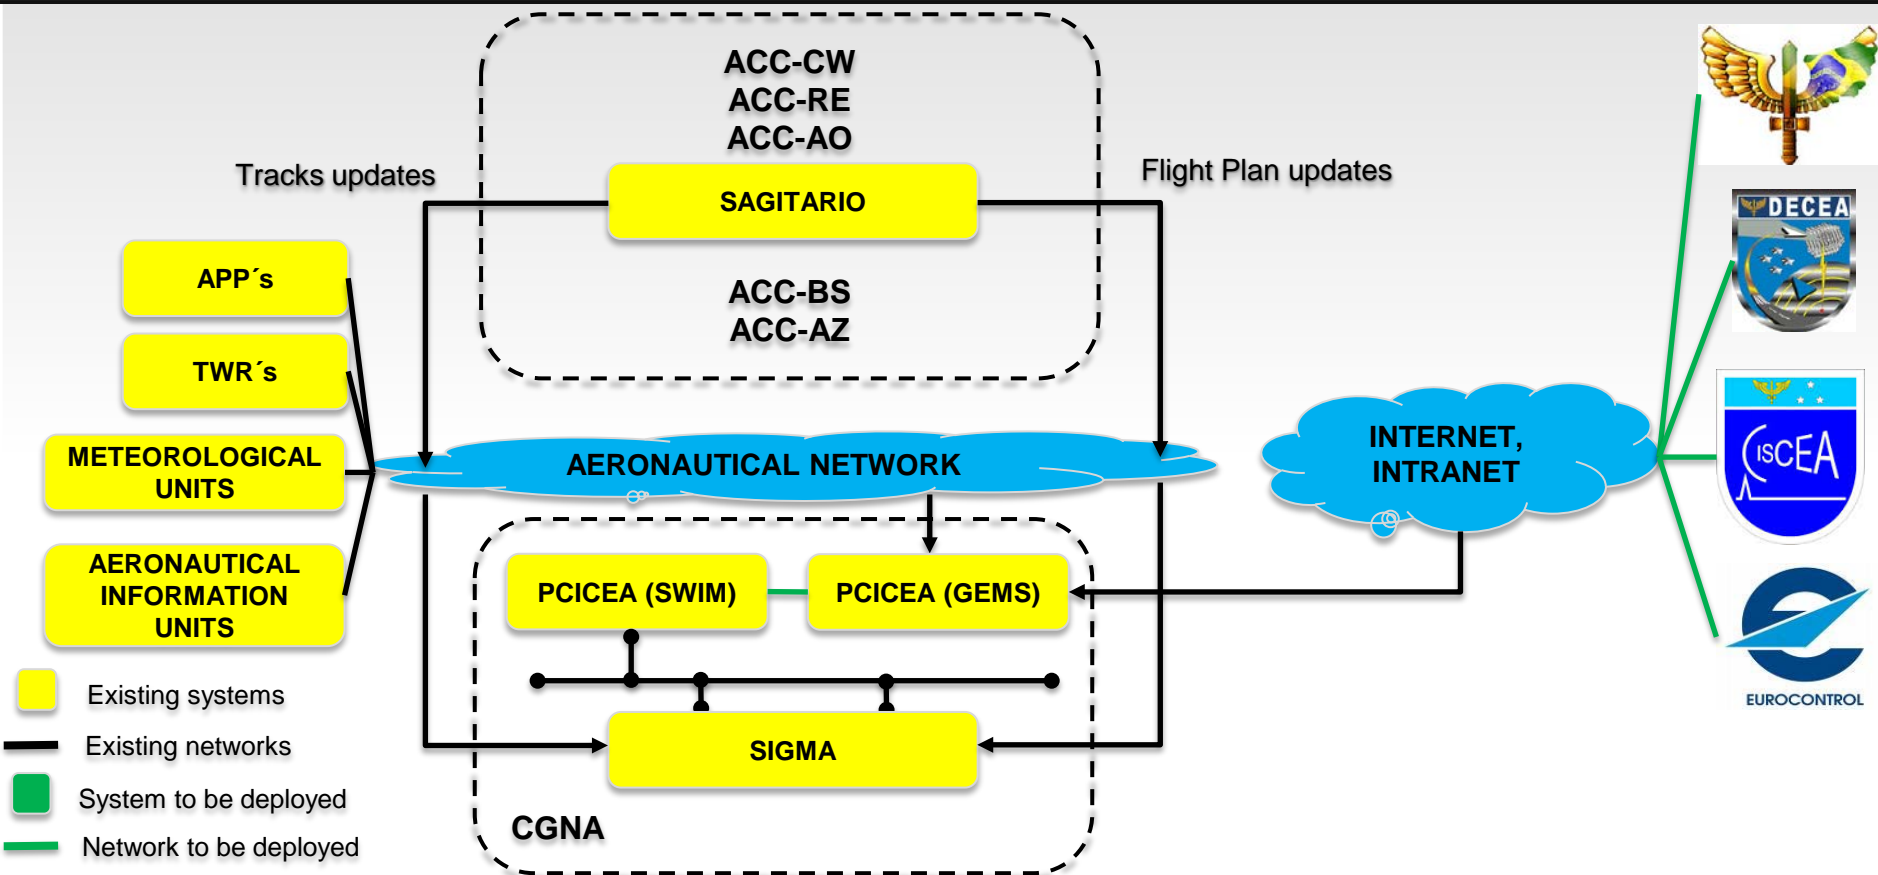 ACC-CW
ACC-RE
ACC-AO
Tracks updates
SAGITARIO
Flight Plan updates
APP´s
TWR´s
METEOROLOGICAL
UNITS
AERONAUTICAL
INFORMATION
UNITS
ACC-BS
ACC-AZ
AERONAUTICAL NETWORK
INTERNET,
INTRANET
PCICEA (SWIM)
PCICEA (GEMS)
SIGMA
CGNA
DECEA
CISCEA
EUROCONTROL
Existing systems
Existing networks
System to be deployed
Network to be deployed